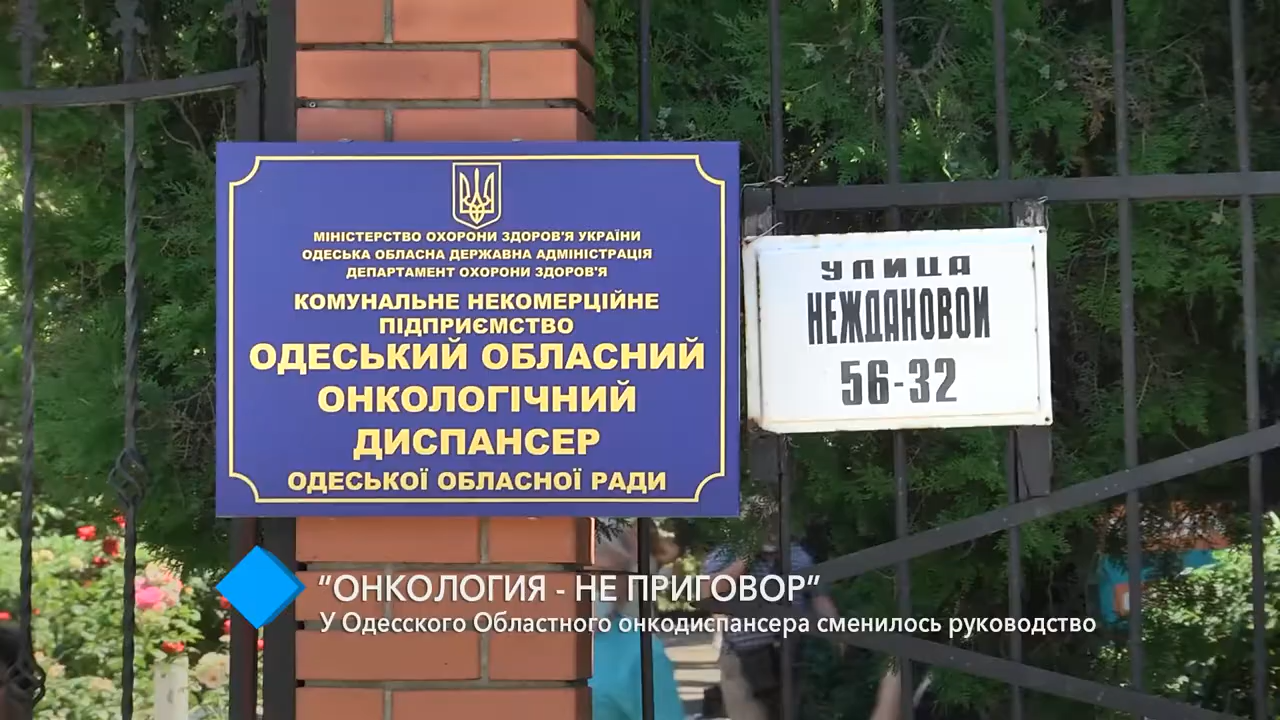 МІНІСТЕРСТВО ОХОРОНИ ЗДОРОВ'Я УКРАЇНИ
ОДЕСЬКА ОБЛАСНА ДЕРЖАВНА АДМІНІСТРАЦІЯ
ДЕПАРТАМЕНТ ОХОРОНИ ЗДОРОВ'Я
КОМУНАЛЬНЕ НЕКОМЕРЦІЙНЕ
ПІДПРИЄМСТВО
ОДЕСЬКИЙ ОБЛАСНИЙ
ОНКОЛОГІЧНИЙ
ДИСПАНСЕР
ОДЕСЬКОЇ ОБЛАСНОЇ РАДИ
УЛИЦА
НЕЖДАНОВОИ
56-32
“ОНКОЛОГИЯ - НЕ ПРИГОВОР”
У Одесского Областного онкодиспансера сменилось руководство